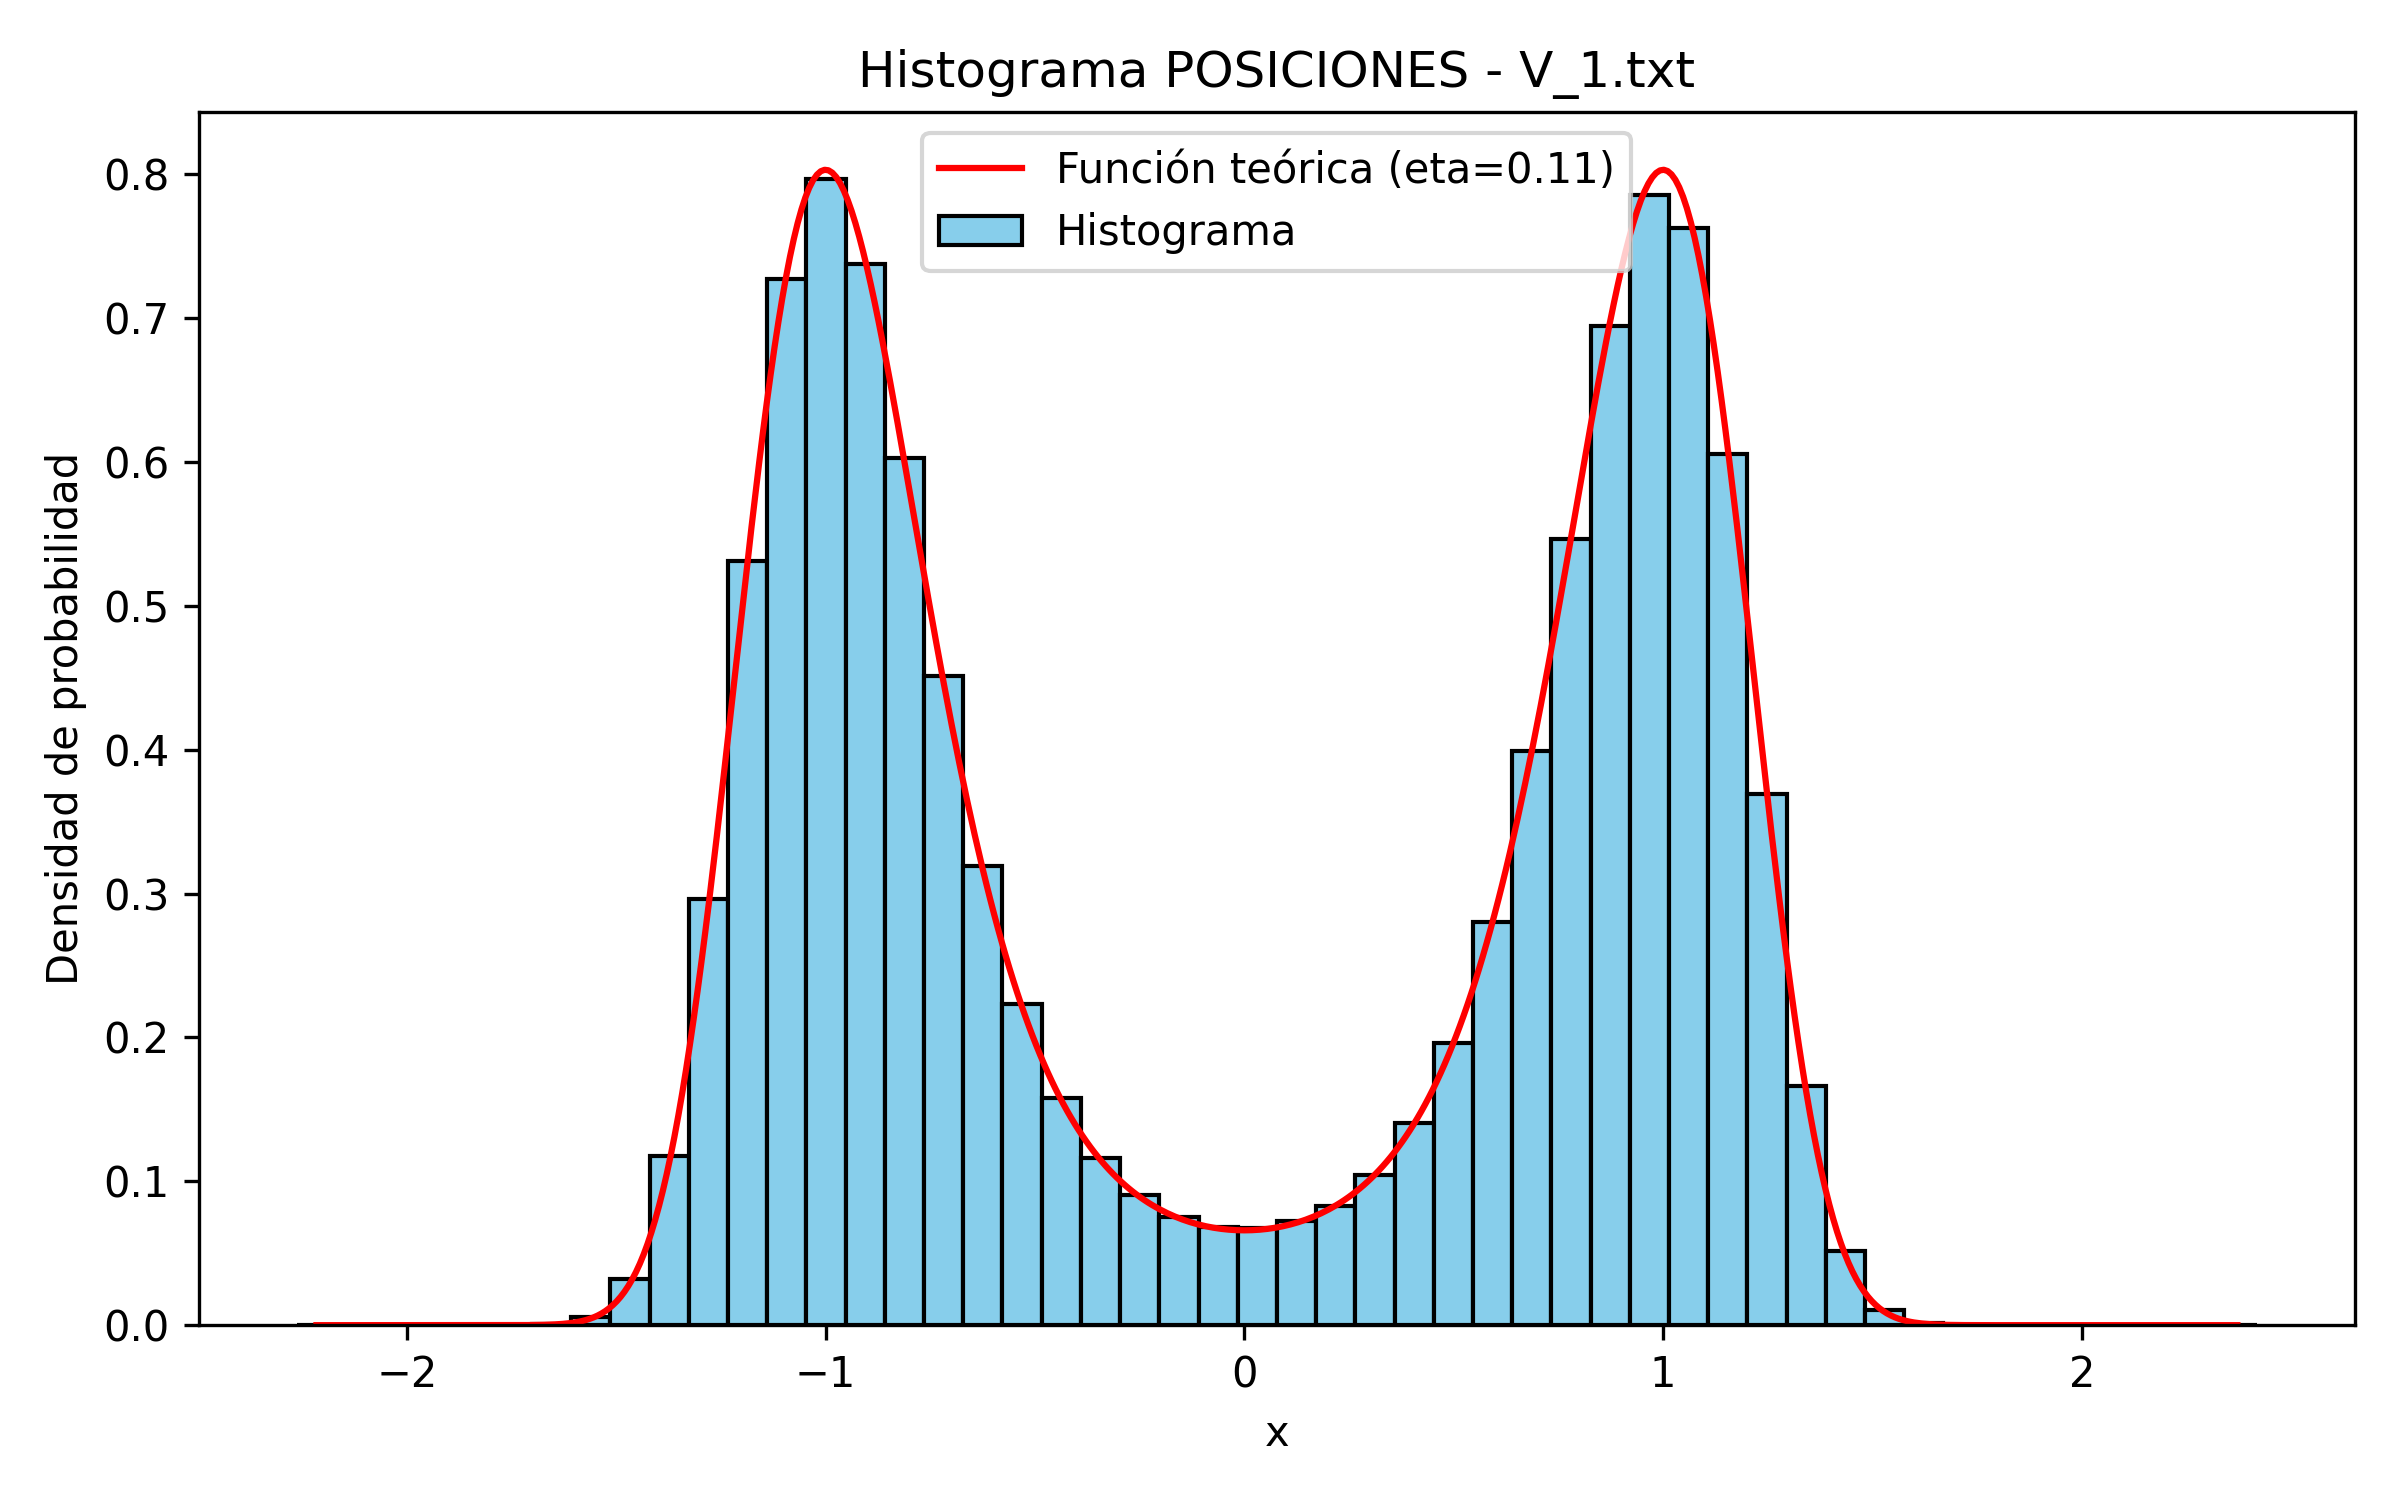 Histograma POSICIONES - V_1.txt
Función teórica (eta=0.11)
Histograma
Densidad de probabilidad
0.8
0.7
0.6
0.5
0.4
0.3
0.2
0.1
0.0
−2
−1
0
1
2
x